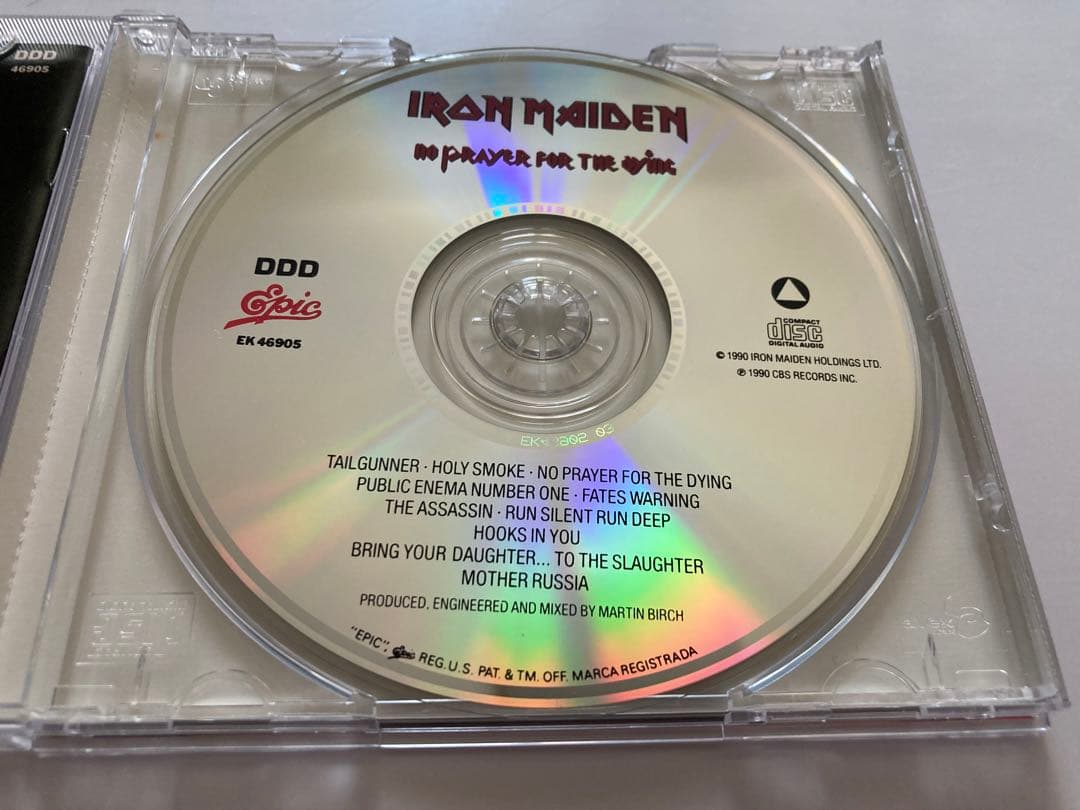 DDD
46905
IRON MAIDEN
NO PRAYER FOR THE DYING
DDD
Epic
EK 46905
COMPACT
disc
DIGITAL AUDIO
© 1990 IRON MAIDEN HOLDINGS LTD.
℗ 1990 CBS RECORDS INC.
TAILGUNNER · HOLY SMOKE · NO PRAYER FOR THE DYING
PUBLIC ENEMA NUMBER ONE · FATES WARNING
THE ASSASSIN · RUN SILENT RUN DEEP
HOOKS IN YOU
BRING YOUR DAUGHTER... TO THE SLAUGHTER
MOTHER RUSSIA
PRODUCED, ENGINEERED AND MIXED BY MARTIN BIRCH
"EPIC", Epic REG. U.S. PAT. & TM. OFF. MARCA REGISTRADA